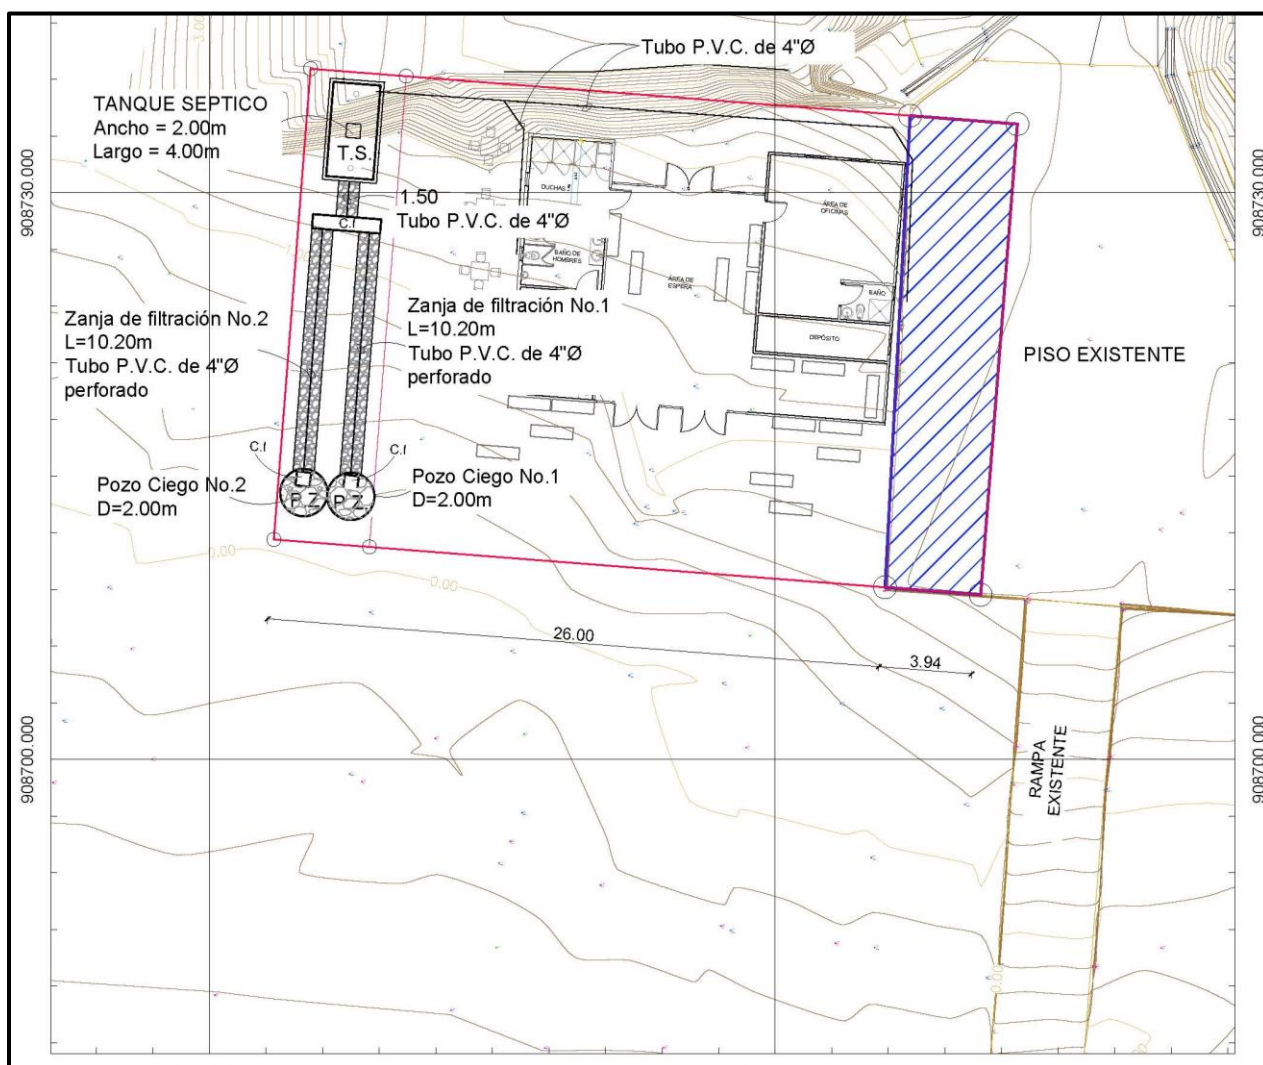 3.00
Tubo P.V.C. de 4"Ø
TANQUE SEPTICO
Ancho = 2.00m
Largo = 4.00m
T.S.
908730.000
908730.000
DUCHAS
1.50
Tubo P.V.C. de 4"Ø
C.I
ÁREA DE
OFICINAS
BAÑO DE
HOMBRES
ÁREA DE
ESPERA
BAÑO
DEPÓSITO
Zanja de filtración No.2
L=10.20m
Tubo P.V.C. de 4"Ø
perforado
Zanja de filtración No.1
L=10.20m
Tubo P.V.C. de 4"Ø
perforado
PISO EXISTENTE
C.I
C.I
Pozo Ciego No.2
D=2.00m
P.Z
P.Z.
Pozo Ciego No.1
D=2.00m
0.00
0.00
26.00
3.94
908700.000
908700.000
RAMPA
EXISTENTE
0.00